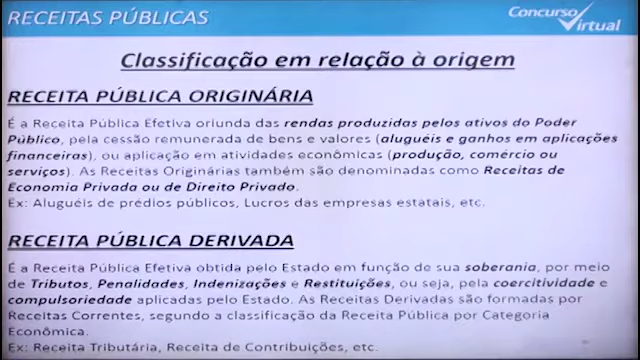 RECEITAS PÚBLICAS
Concurso Virtual
Classificação em relação à origem
RECEITA PÚBLICA ORIGINÁRIA
É a Receita Pública Efetiva oriunda das rendas produzidas pelos ativos do Poder
Público, pela cessão remunerada de bens e valores (aluguéis e ganhos em aplicações
financeiras), ou aplicação em atividades econômicas (produção, comércio ou
serviços). As Receitas Originárias também são denominadas como Receitas de
Economia Privada ou de Direito Privado.
Ex: Aluguéis de prédios públicos, Lucros das empresas estatais, etc.
RECEITA PÚBLICA DERIVADA
É a Receita Pública Efetiva obtida pelo Estado em função de sua soberania, por meio
de Tributos, Penalidades, Indenizações e Restituições, ou seja, pela coercitividade e
compulsoriedade aplicadas pelo Estado. As Receitas Derivadas são formadas por
Receitas Correntes, segundo a classificação da Receita Pública por Categoria
Econômica.
Ex: Receita Tributária, Receita de Contribuições, etc.